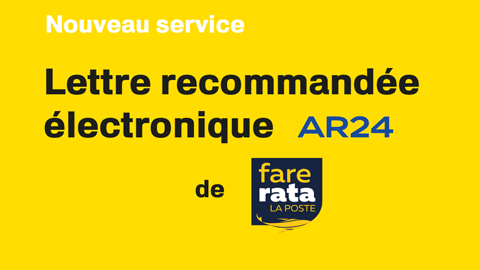 Nouveau service
Lettre recommandée
électronique AR24
de
fare
rata
LA POSTE